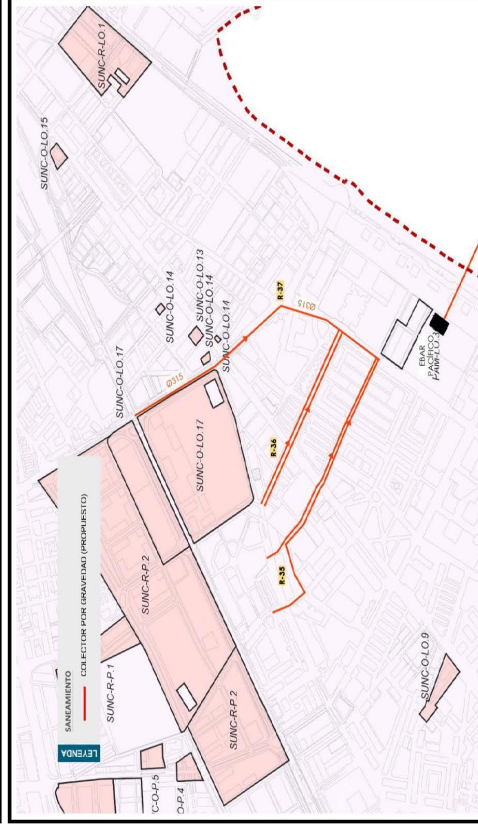 LEYENDA
SANEAMIENTO
COLECTOR POR GRAVEDAD (PROPUESTO)
SUNC-R-LO.1
SUNC-O-LO.15
SUNC-O-LO.14
SUNC-O-LO.13
SUNC-O-LO.14
SUNC-O-LO.14
SUNC-O-LO.17
SUNC-O-LO.17
SUNC-R-P.2
SUNC-R-P.1
SUNC-R-P.2
SUNC-O-LO.9
Ø315
R-37
Ø315
R-36
R-35
EBAR
PACÍFICO